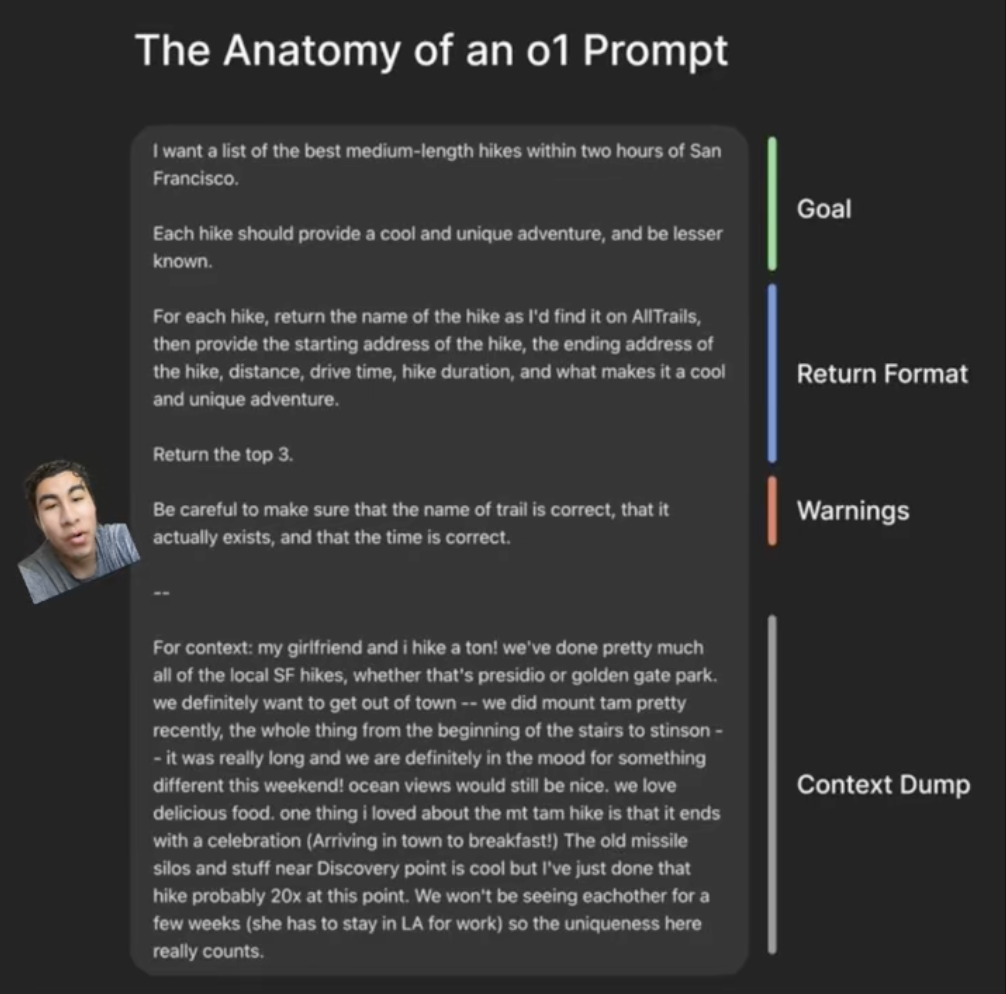 The Anatomy of an o1 Prompt
I want a list of the best medium-length hikes within two hours of San
Francisco.
Goal
Each hike should provide a cool and unique adventure, and be lesser
known.
For each hike, return the name of the hike as I'd find it on AllTrails,
then provide the starting address of the hike, the ending address of
the hike, distance, drive time, hike duration, and what makes it a cool
and unique adventure.
Return Format
Return the top 3.
Be careful to make sure that the name of trail is correct, that it
actually exists, and that the time is correct.
Warnings
--
For context: my girlfriend and i hike a ton! we've done pretty much
all of the local SF hikes, whether that's presidio or golden gate park.
we definitely want to get out of town -- we did mount tam pretty
recently, the whole thing from the beginning of the stairs to stinson -
- it was really long and we are definitely in the mood for something
different this weekend! ocean views would still be nice. we love
delicious food. one thing i loved about the mt tam hike is that it ends
with a celebration (Arriving in town to breakfast!) The old missile
silos and stuff near Discovery point is cool but I've just done that
hike probably 20x at this point. We won't be seeing eachother for a
few weeks (she has to stay in LA for work) so the uniqueness here
really counts.
Context Dump